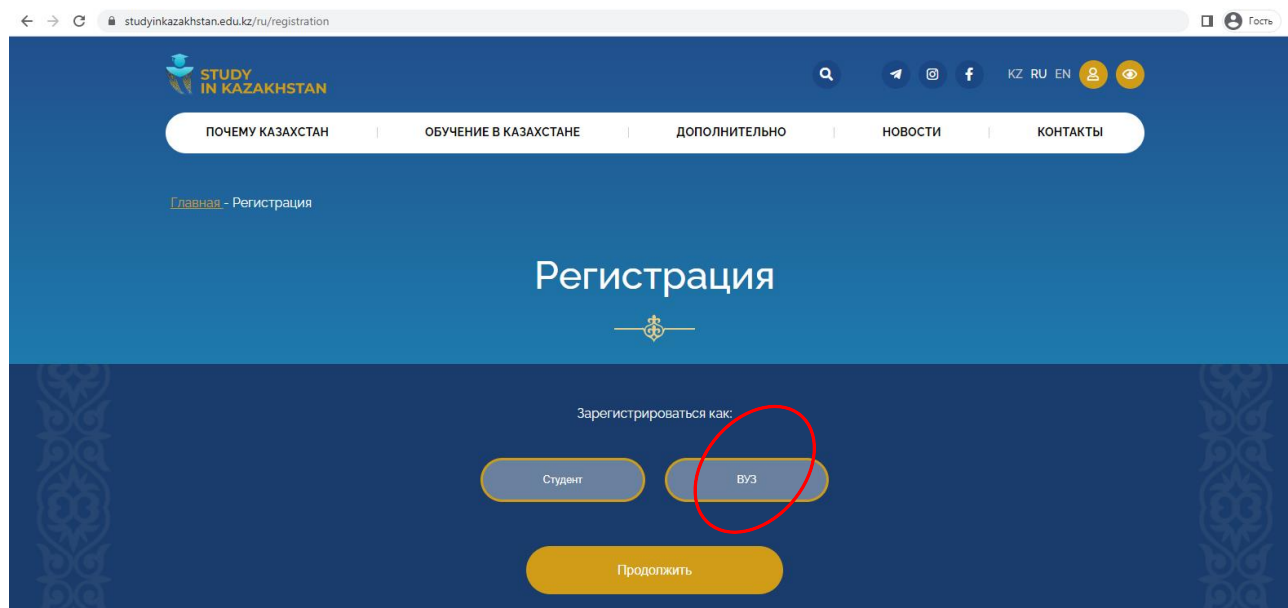 studyinkazakhstan.edu.kz/ru/registration Гость
STUDY
IN KAZAKHSTAN
KZ RU EN
ПОЧЕМУ КАЗАХСТАН ОБУЧЕНИЕ В КАЗАХСТАНЕ ДОПОЛНИТЕЛЬНО НОВОСТИ КОНТАКТЫ
Главная - Регистрация
Регистрация
Зарегистрироваться как:
Студент ВУЗ
Продолжить